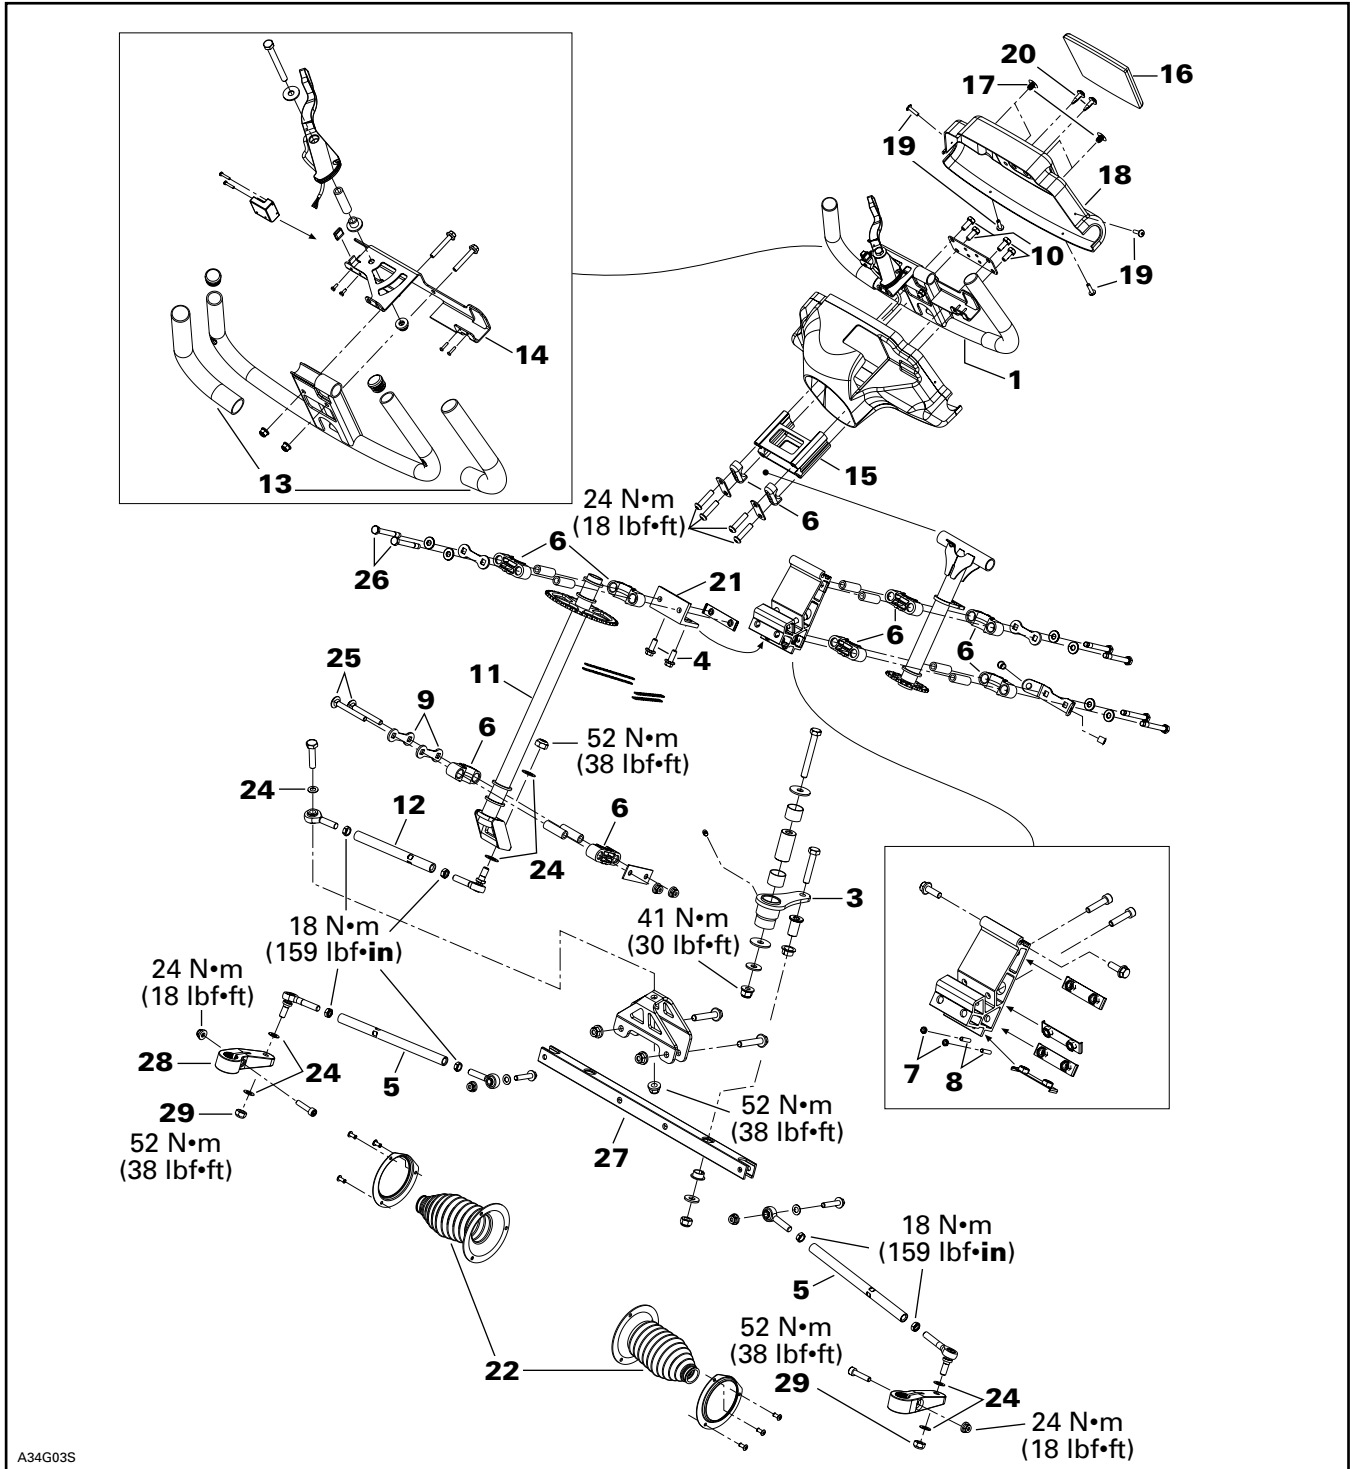 20
16
17
19
18
10
19
14
1
13
15
24 N•m
(18 lbf•ft)
6
6
26
21
6
6
4
25
11
9
6
52 N•m
(38 lbf•ft)
24
12
6
24
3
18 N•m
(159 lbf•in)
41 N•m
(30 lbf•ft)
24 N•m
(18 lbf•ft)
28
24
5
7
8
29
52 N•m
(38 lbf•ft)
52 N•m
(38 lbf•ft)
27
18 N•m
(159 lbf•in)
5
52 N•m
(38 lbf•ft)
22
29
24
24 N•m
(18 lbf•ft)
A34G03S